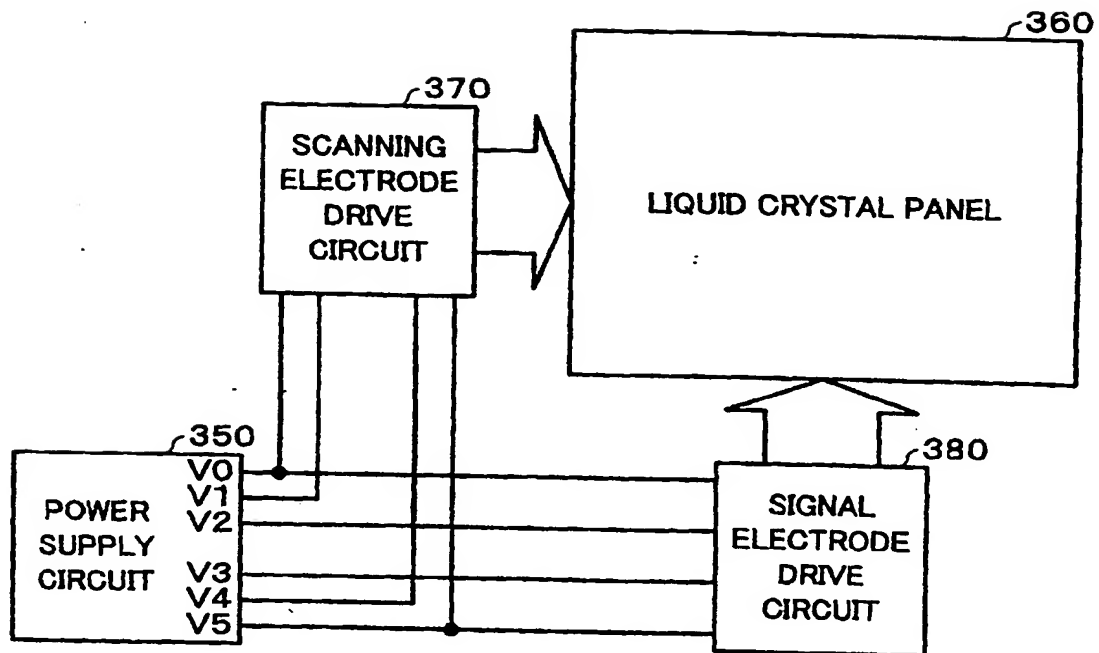 360
370
SCANNING
ELECTRODE
DRIVE
CIRCUIT
LIQUID CRYSTAL PANEL
350
POWER
SUPPLY
CIRCUIT
V0
V1
V2
V3
V4
V5
380
SIGNAL
ELECTRODE
DRIVE
CIRCUIT